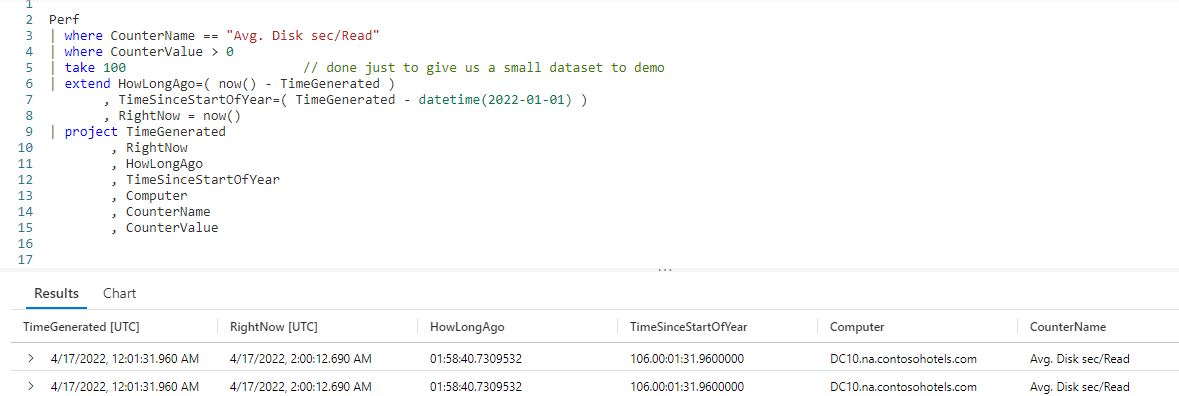 1
2 Perf
3 | where CounterName == "Avg. Disk sec/Read"
4 | where CounterValue > 0
5 | take 100 // done just to give us a small dataset to demo
6 | extend HowLongAgo=( now() - TimeGenerated )
7 , TimeSinceStartOfYear=( TimeGenerated - datetime(2022-01-01) )
8 , RightNow = now()
9 | project TimeGenerated
10 , RightNow
11 , HowLongAgo
12 , TimeSinceStartOfYear
13 , Computer
14 , CounterName
15 , CounterValue
16
17
...
Results Chart
TimeGenerated [UTC] RightNow [UTC] HowLongAgo TimeSinceStartOfYear Computer CounterName
> 4/17/2022, 12:01:31.960 AM 4/17/2022, 2:00:12.690 AM 01:58:40.7309532 106.00:01:31.9600000 DC10.na.contosohotels.com Avg. Disk sec/Read
> 4/17/2022, 12:01:31.960 AM 4/17/2022, 2:00:12.690 AM 01:58:40.7309532 106.00:01:31.9600000 DC10.na.contosohotels.com Avg. Disk sec/Read